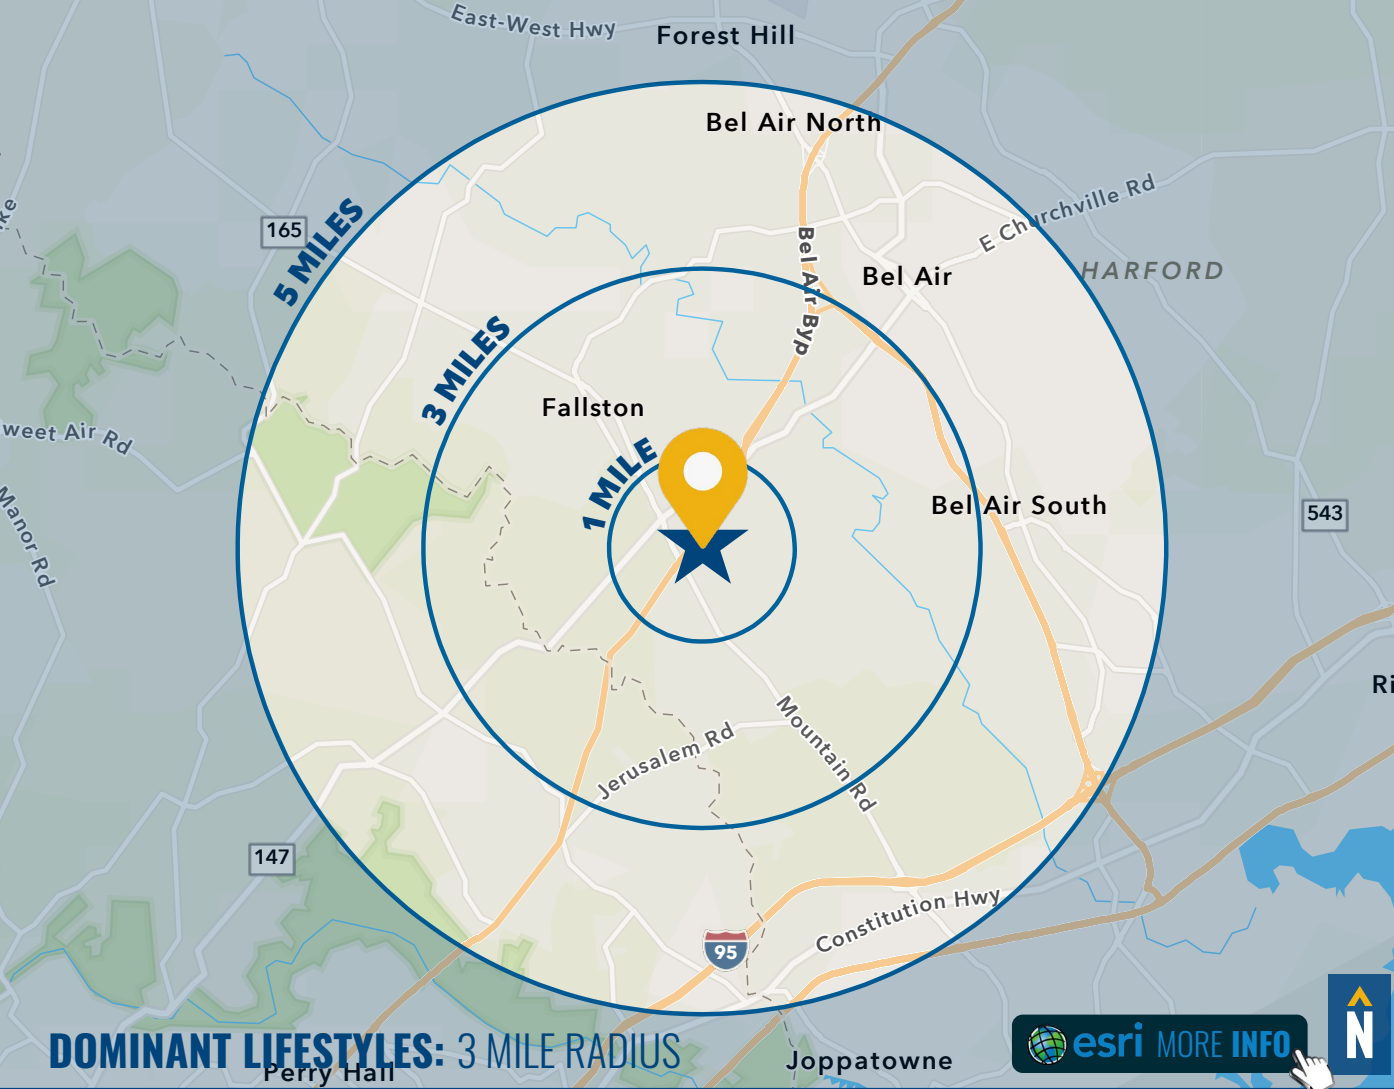 East-West Hwy
Forest Hill
Bel Air North
ke
165
5 MILES
E Churchville Rd
Bel Air Byp
Bel Air
HARFORD
3 MILES
Fallston
weet Air Rd
1 MILE
Manor Rd
Bel Air South
543
Ri
Jerusalem Rd
Mountain Rd
147
Constitution Hwy
95
DOMINANT LIFESTYLES: 3 MILE RADIUS
Perry Hall
Joppatowne
esri MORE INFO
N